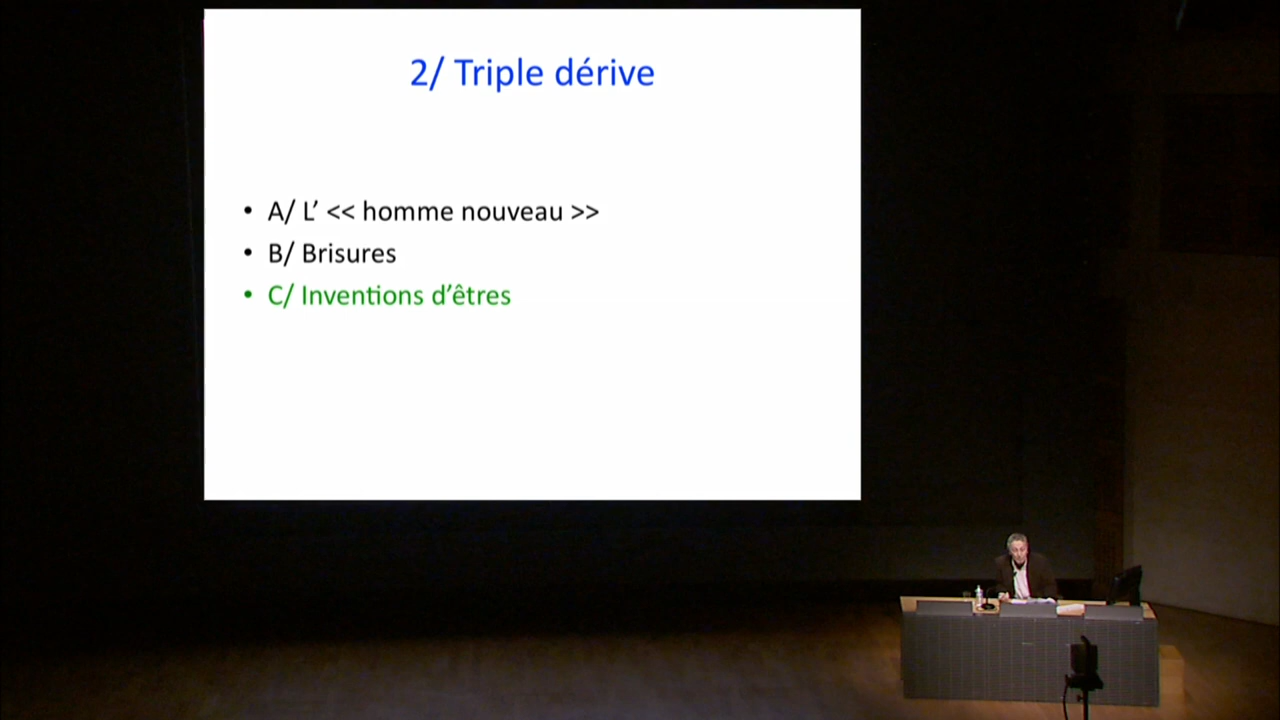 2/ Triple dérive
• A/ L’ << homme nouveau >>
• B/ Brisures
• C/ Inventions d’êtres